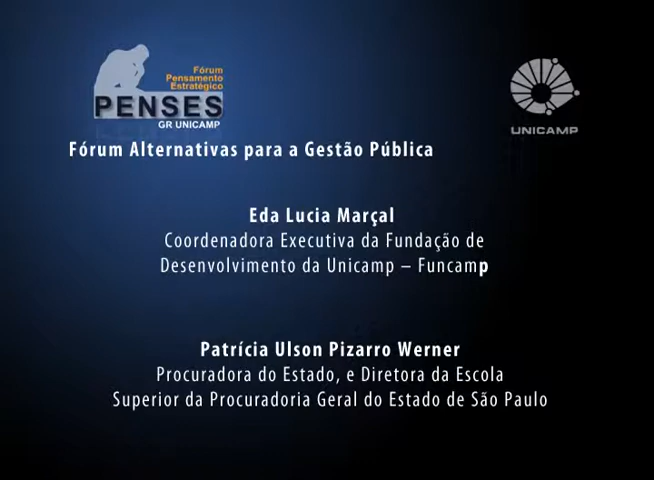 Fórum
Pensamento
Estratégico
PENSES
GR UNICAMP
UNICAMP
Fórum Alternativas para a Gestão Pública
Eda Lucia Marçal
Coordenadora Executiva da Fundação de
Desenvolvimento da Unicamp – Funcamp
Patrícia Ulson Pizarro Werner
Procuradora do Estado, e Diretora da Escola
Superior da Procuradoria Geral do Estado de São Paulo